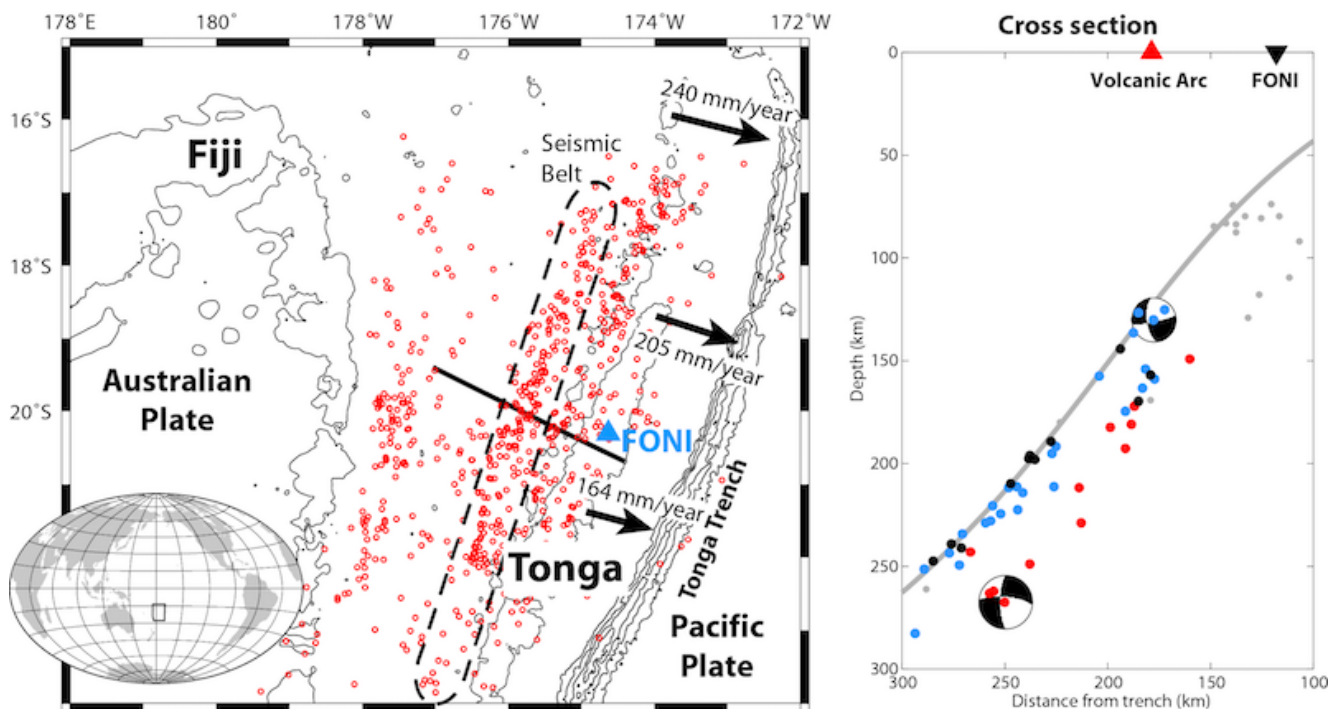 178° E
180°
178°W
176°W
174°W
172°W
16°S
18°S
20°S
Fiji
Seismic
Belt
240 mm/year
205 mm/year
164 mm/year
Australian
Plate
FONI
Tonga
Tonga Trench
Pacific
Plate
Cross section
Volcanic Arc
FONI
0
50
100
150
200
250
300
Depth (km)
300
250
200
150
100
Distance from trench (km)